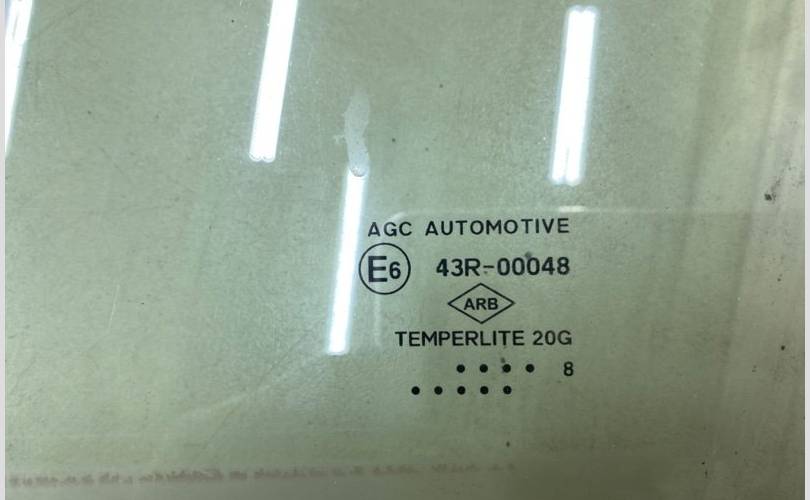 AGC AUTOMOTIVE
E6 43R-00048
ARB
TEMPERLITE 20G
•••• 8
•••••